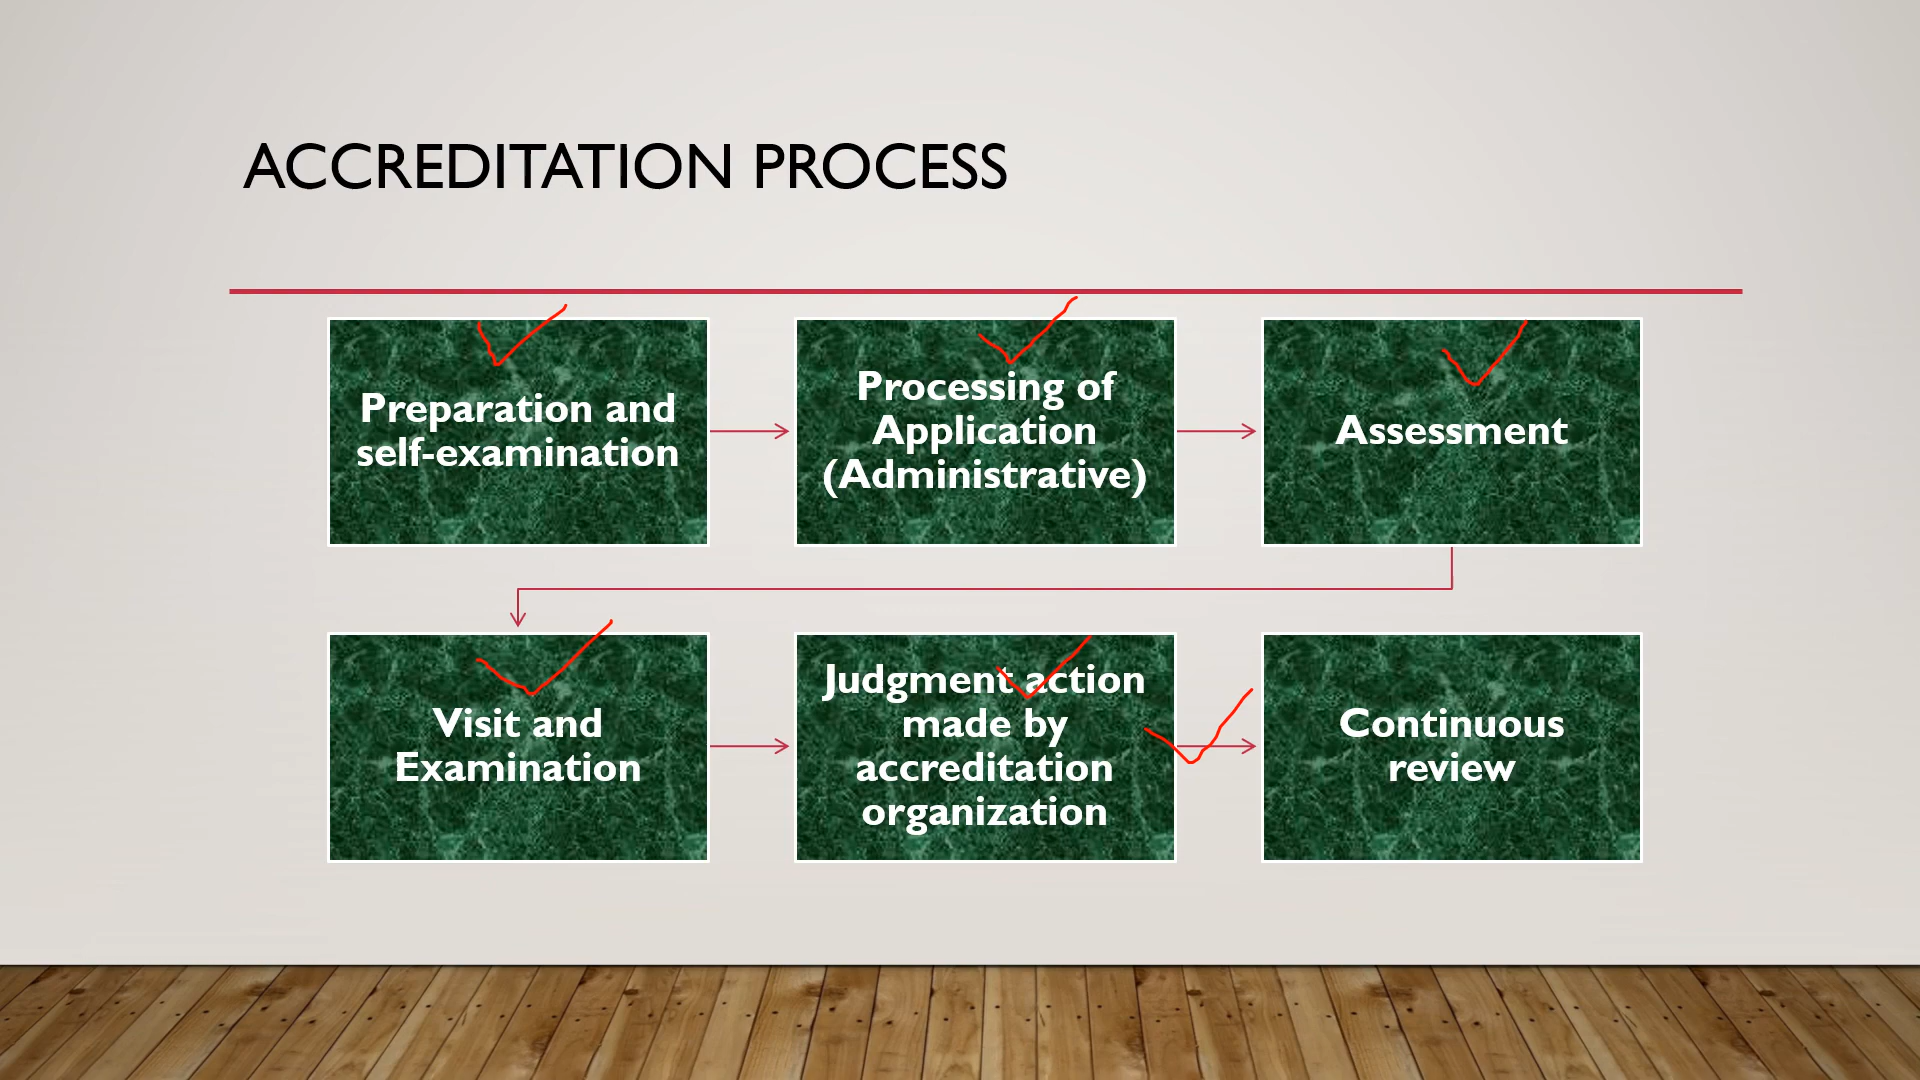 ACCREDITATION PROCESS
Preparation and
self-examination
Processing of
Application
(Administrative)
Assessment
Visit and
Examination
Judgment action
made by
accreditation
organization
Continuous
review